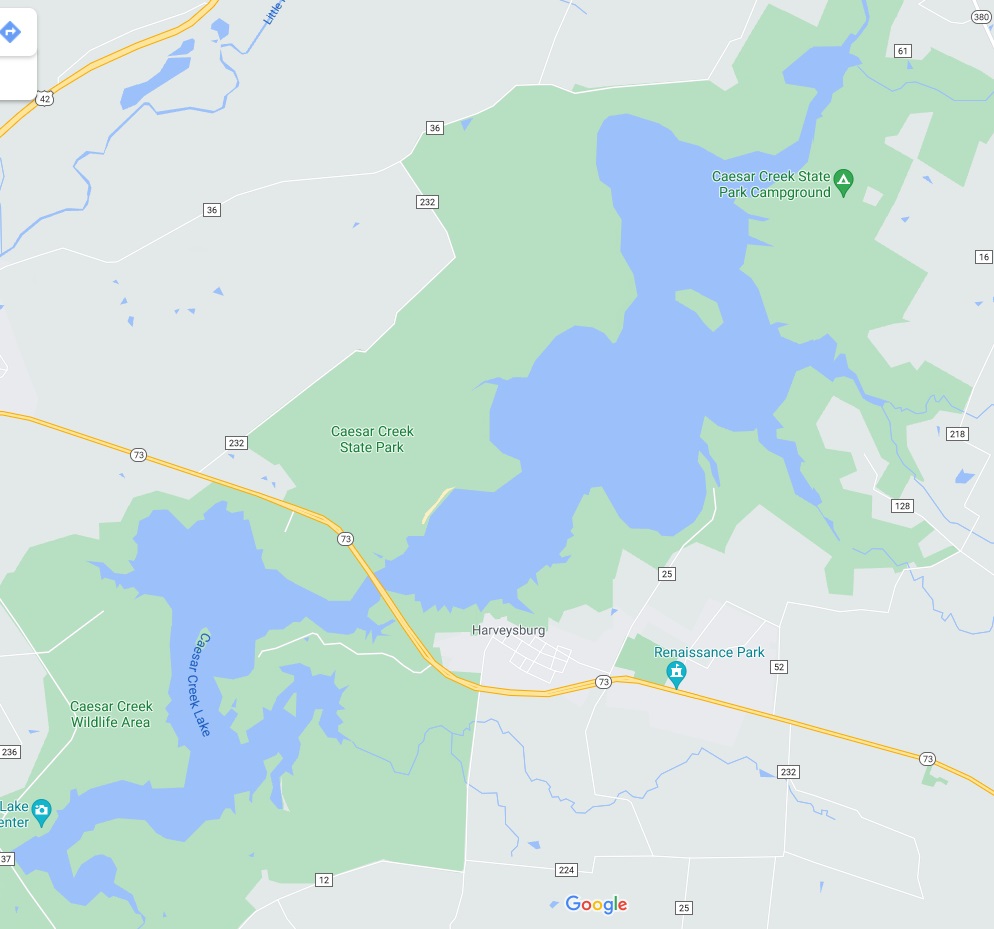 Little
380
61
42
36
Caesar Creek State
Park Campground
232
36
16
Caesar Creek
State Park
218
232
73
128
73
25
Harveysburg
Renaissance Park
52
Caesar Creek Lake
73
Caesar Creek
Wildlife Area
236
73
232
Lake
enter
37
224
12
Google
25